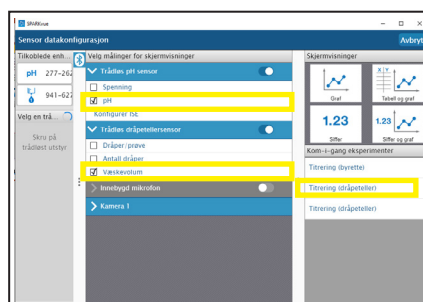 SPARKvue
Sensor datakonfigurasjon
Avbryt
Tilkoblede enh...
pH 277-262
941-627
Velg en trå...
Skru på
trådløst utstyr
Velg målinger for skjermvisninger
Trådløs pH sensor
Spenning
pH
Konfigurer ISE
Trådløs dråpetellersensor
Dråper/prøve
Antall dråper
Væskevolum
Innebygd mikrofon
Kamera 1
Skjermvisninger
Graf
X Y
Tabell og graf
1.23
Siffer
1.23
Siffer og graf
Kom-i-gang eksperimenter
Titrering (byrette)
Titrering (dråpeteller)
Titrering (dråpeteller)